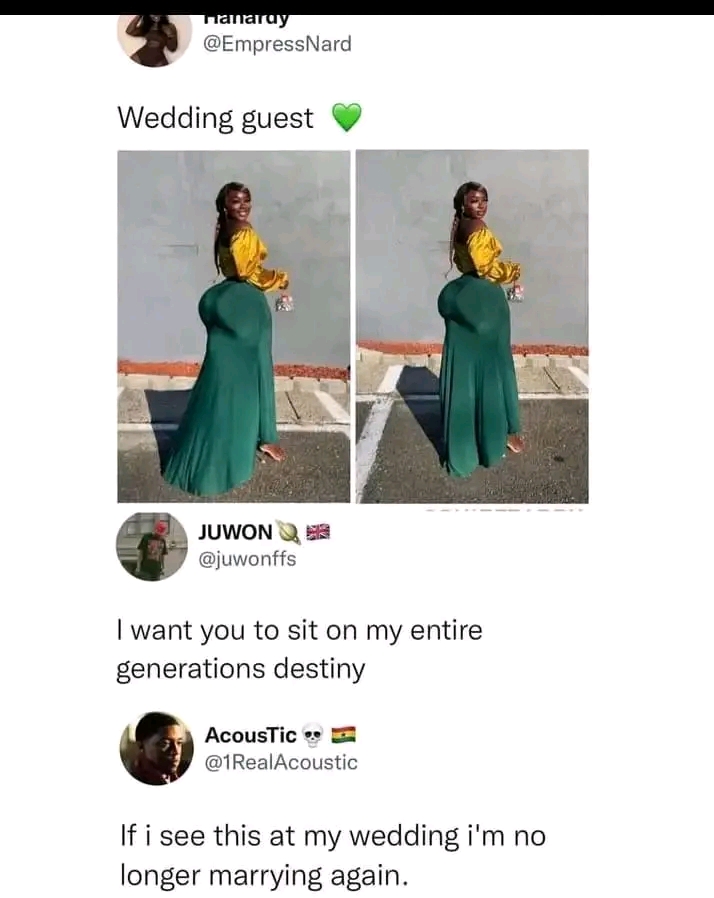 Hanardy
@EmpressNard
Wedding guest 💚
JUWON 🪐 🇬🇧
@juwonffs
I want you to sit on my entire
generations destiny
AcousTic 💀 🇬🇭
@1RealAcoustic
If i see this at my wedding i'm no
longer marrying again.